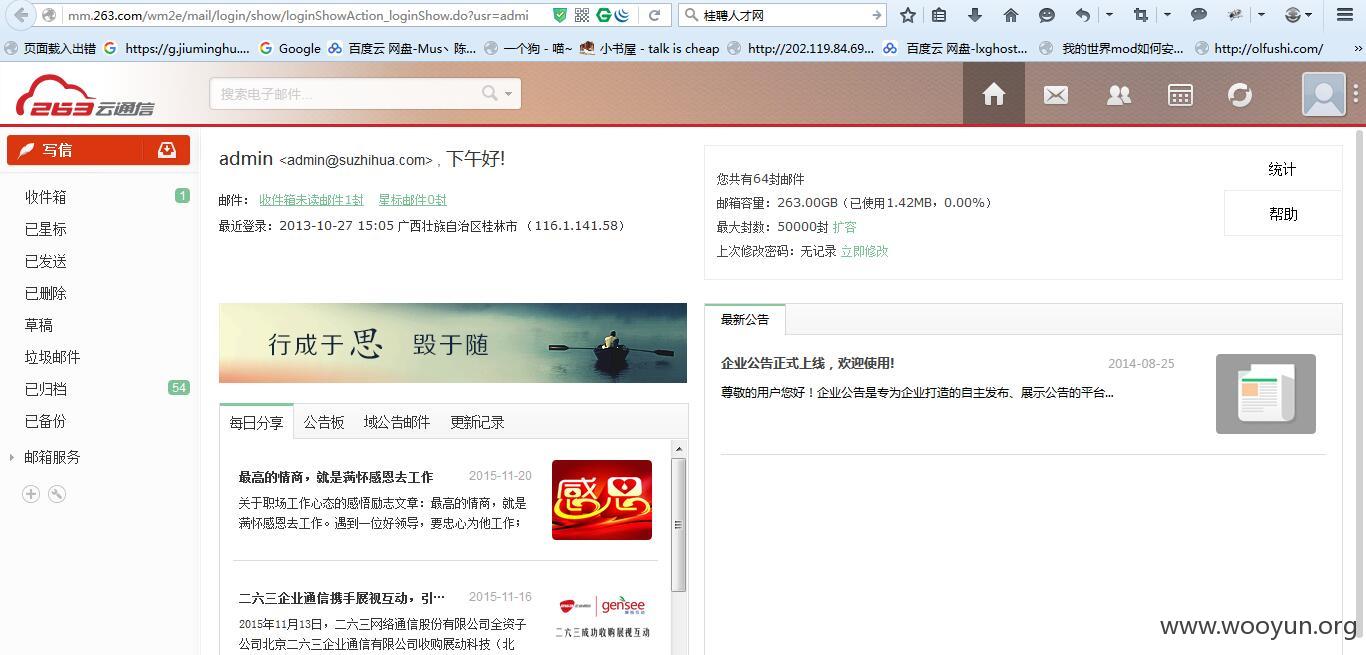 mm.263.com/wm2e/mail/login/show/loginShowAction_loginShow.do?usr=admi
桂聘人才网
页面载入出错
https://g.jiuminghu....
Google
百度云 网盘-Mus丶陈...
一个狗 - 喵~
小书屋 - talk is cheap
http://202.119.84.69...
百度云 网盘-lxghost...
我的世界mod如何安...
http://olfushi.com/
»
263云通信
搜索电子邮件...
写信
收件箱
1
已星标
已发送
已删除
草稿
垃圾邮件
已归档
54
已备份
邮箱服务
admin <admin@suzhihua.com> , 下午好!
邮件： 收件箱未读邮件1封 星标邮件0封
最近登录：2013-10-27 15:05 广西壮族自治区桂林市 （116.1.141.58）
您共有64封邮件
邮箱容量：263.00GB（已使用1.42MB，0.00%）
最大封数：50000封 扩容
上次修改密码：无记录 立即修改
统计
帮助
行成于思 毁于随
每日分享
公告板
域公告邮件
更新记录
最高的情商，就是满怀感恩去工作
2015-11-20
关于职场工作心态的感悟励志文章：最高的情商，就是
满怀感恩去工作。遇到一位好领导，要忠心为他工作；
感恩
二六三企业通信携手展视互动，引…
2015-11-16
2015年11月13日，二六三网络通信股份有限公司全资子
公司北京二六三企业通信有限公司收购展动科技（北
gensee
二六三成功收购展视互动
最新公告
企业公告正式上线，欢迎使用!
2014-08-25
尊敬的用户您好！企业公告是专为企业打造的自主发布、展示公告的平台...
www.wooyun.org